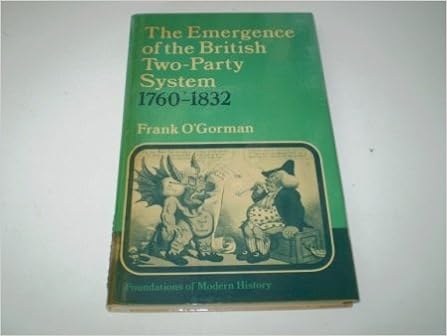 The Emergence
of the British
Two-Party
System
1760-1832
Frank O'Gorman
Foundations of Modern History